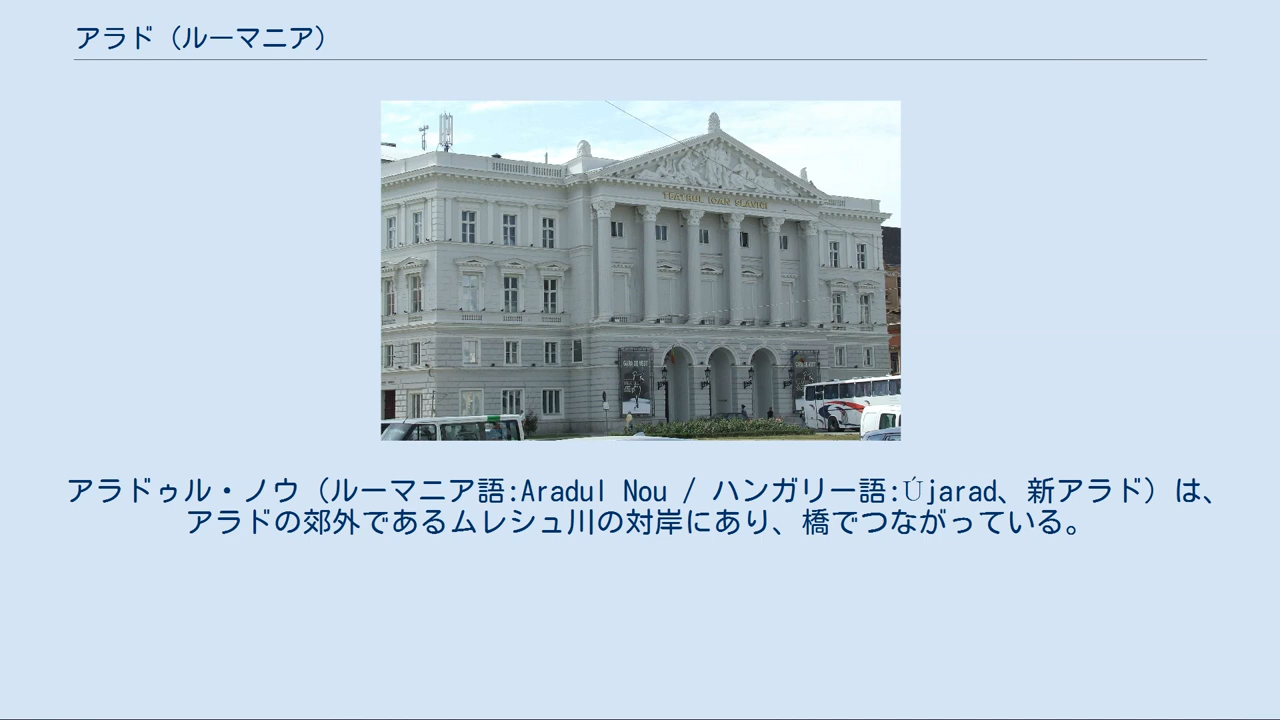 アラド（ルーマニア）
TEATRUL IOAN SLAVICI
アラドゥル・ノウ（ルーマニア語:Aradul Nou / ハンガリー語:Újarad、新アラド）は、
アラドの郊外であるムレシュ川の対岸にあり、橋でつながっている。